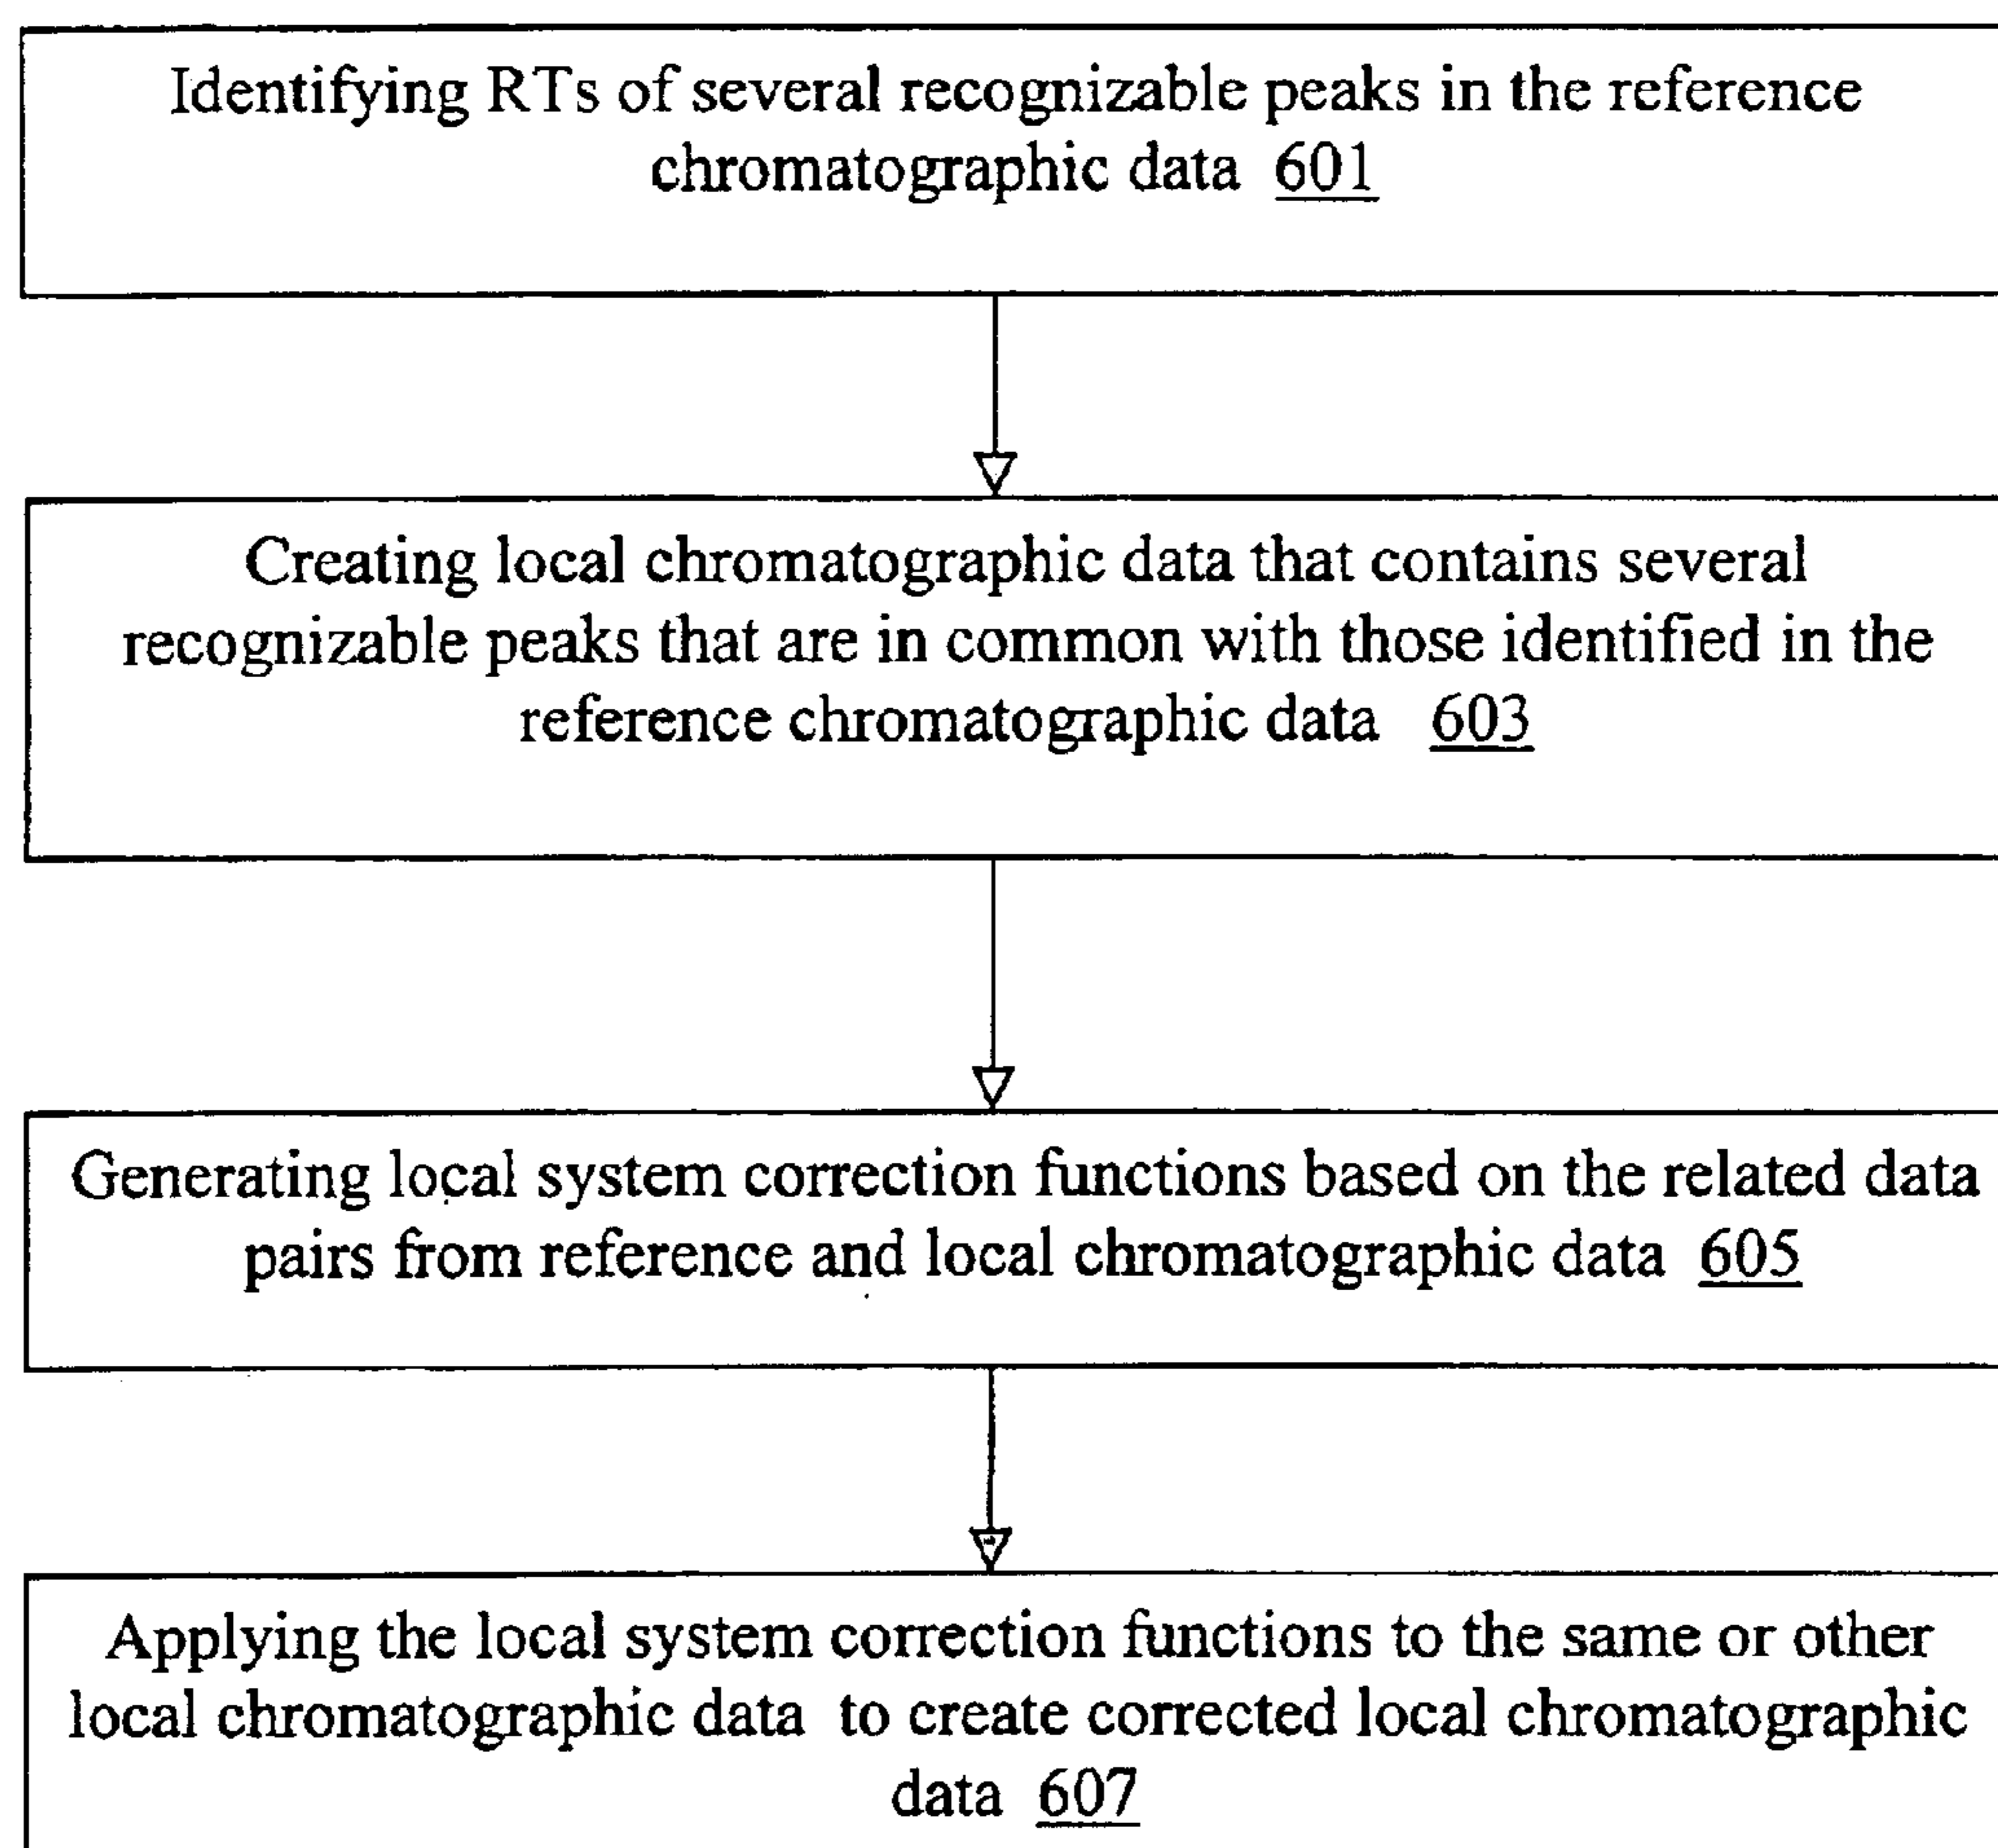 Identifying RTs of several recognizable peaks in the reference
chromatographic data 601
Creating local chromatographic data that contains several
recognizable peaks that are in common with those identified in the
reference chromatographic data 603
Generating local system correction functions based on the related data
pairs from reference and local chromatographic data 605
Applying the local system correction functions to the same or other
local chromatographic data to create corrected local chromatographic
data 607